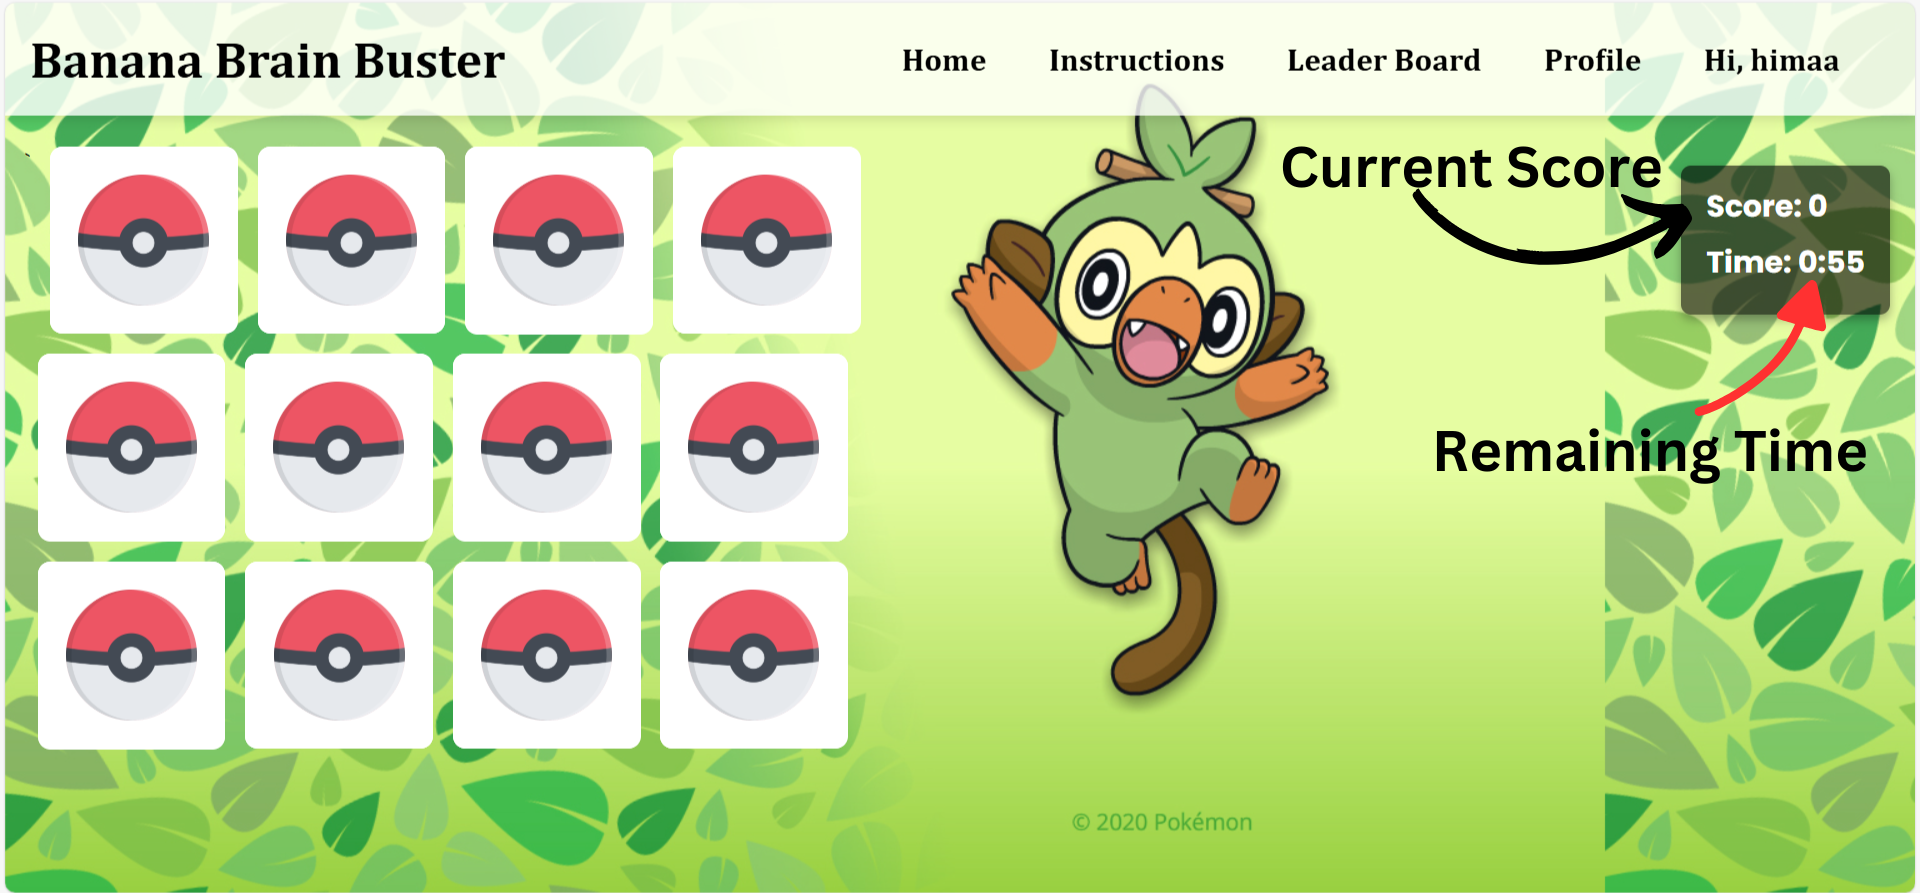 Banana Brain Buster
Home Instructions Leader Board Profile Hi, himaa
Current Score
Score: 0
Time: 0:55
Remaining Time
© 2020 Pokémon